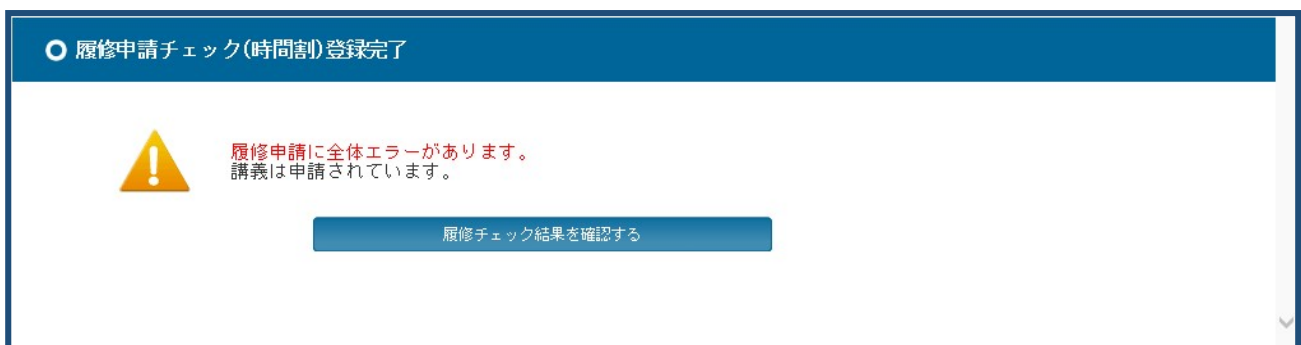 履修申請チェック(時間割)登録完了
履修申請に全体エラーがあります。
講義は申請されています。
履修チェック結果を確認する